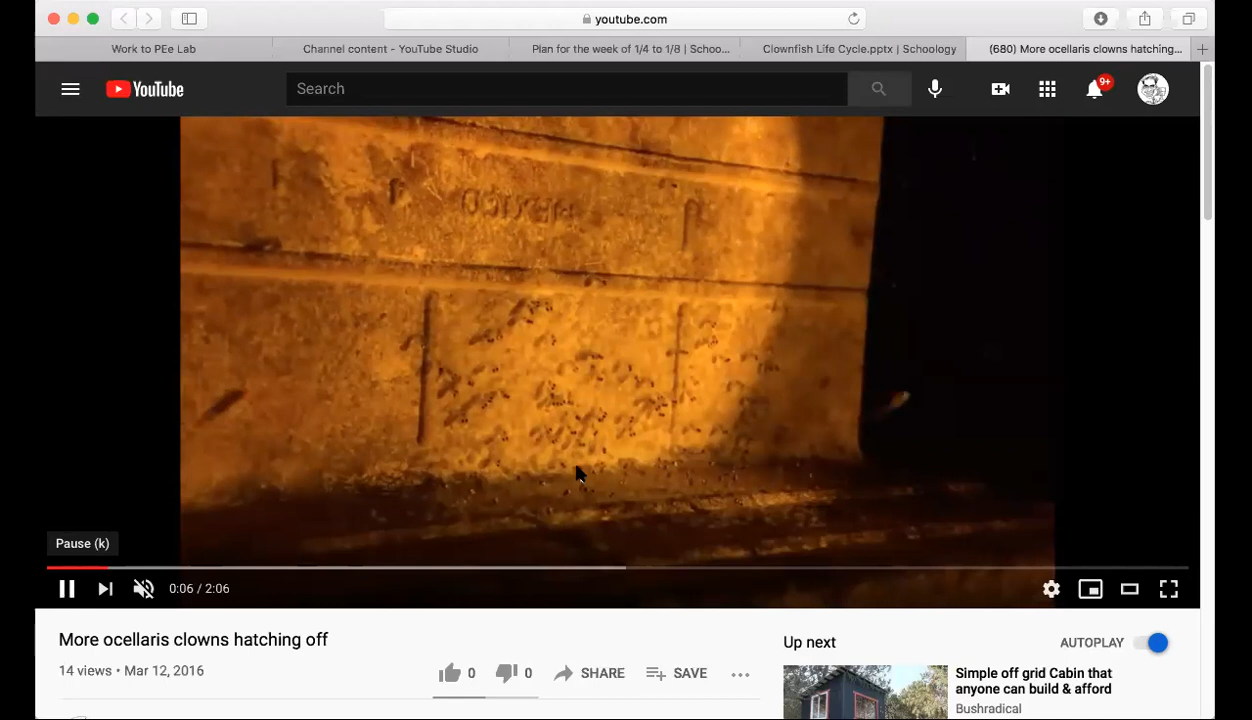 youtube.com
Work to PEe Lab
Channel content - YouTube Studio
Plan for the week of 1/4 to 1/8 | Schoo...
Clownfish Life Cycle.pptx | Schoology
(680) More ocellaris clowns hatching...
YouTube
Search
9+
MEXICO
Pause (k)
0:06 / 2:06
More ocellaris clowns hatching off
Up next
AUTOPLAY
14 views • Mar 12, 2016
0
0
SHARE
SAVE
Simple off grid Cabin that
anyone can build & afford
Bushradical